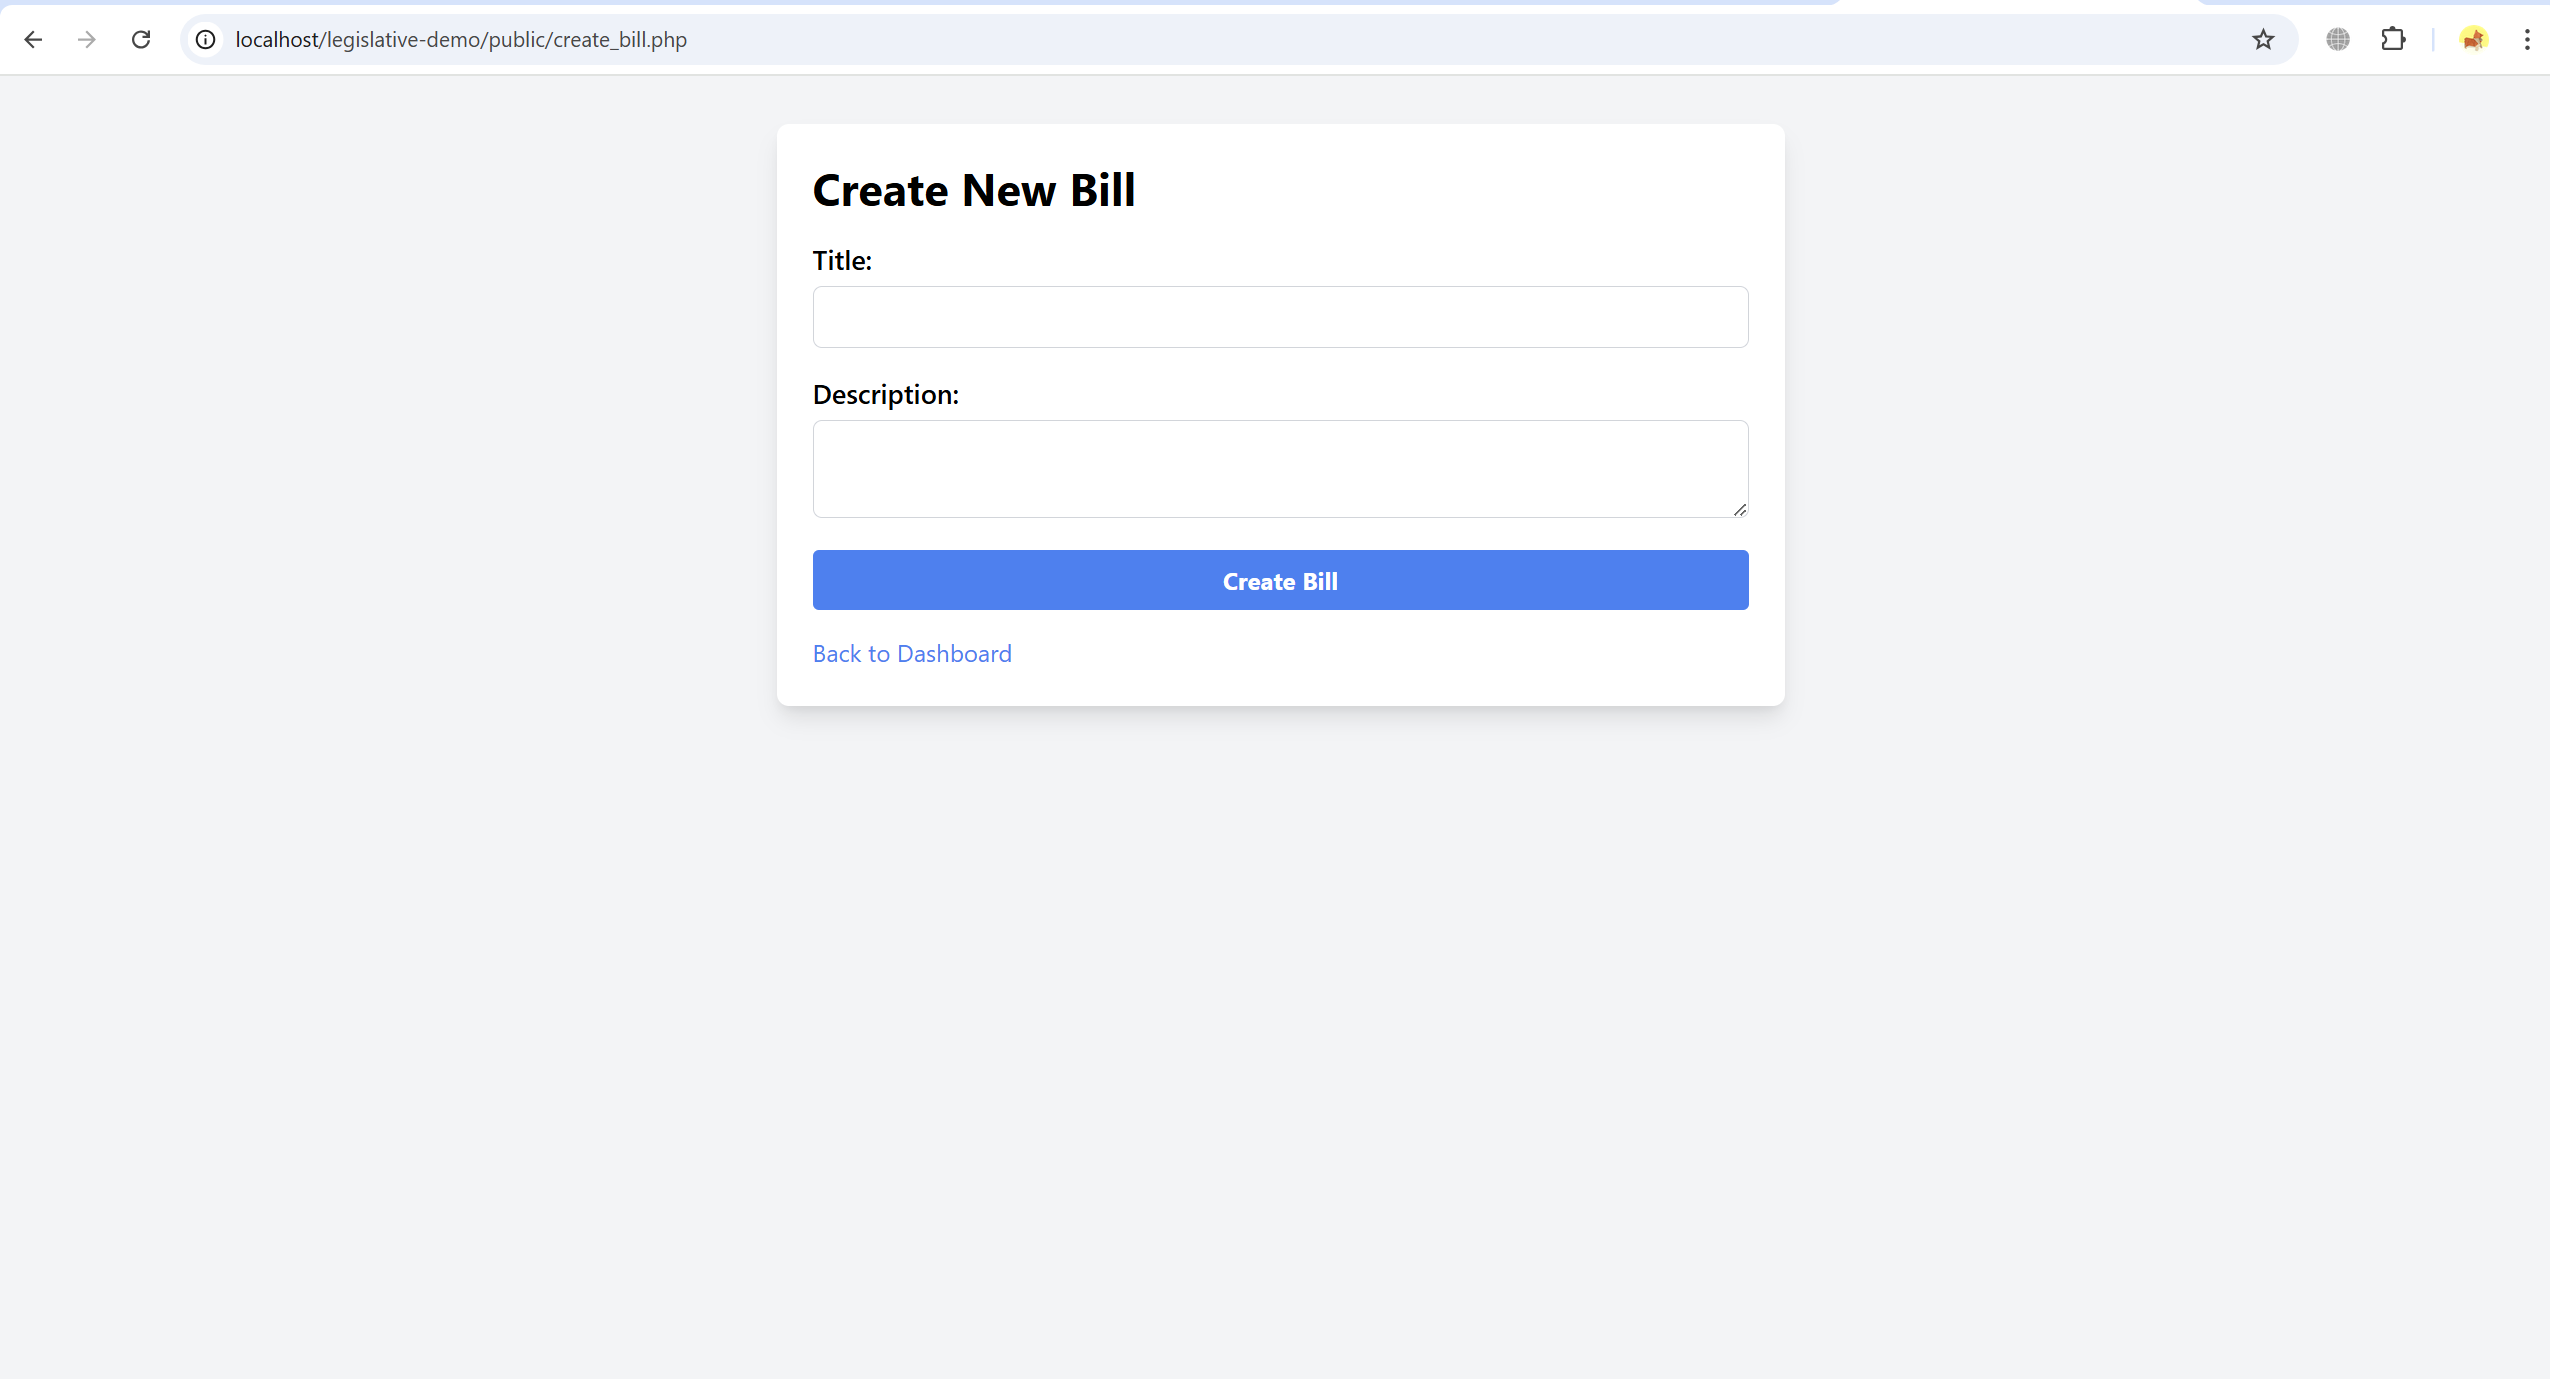 localhost/legislative-demo/public/create_bill.php
Create New Bill
Title:
Description:
Create Bill
Back to Dashboard